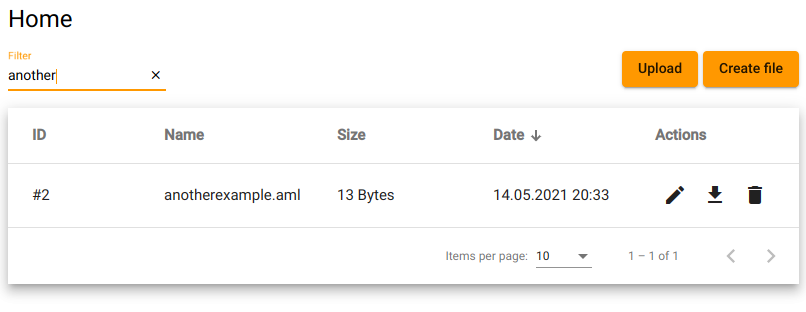 Home
Filter
another
Upload
Create file
ID Name Size Date Actions
#2 anotherexample.aml 13 Bytes 14.05.2021 20:33
Items per page: 10 1 – 1 of 1